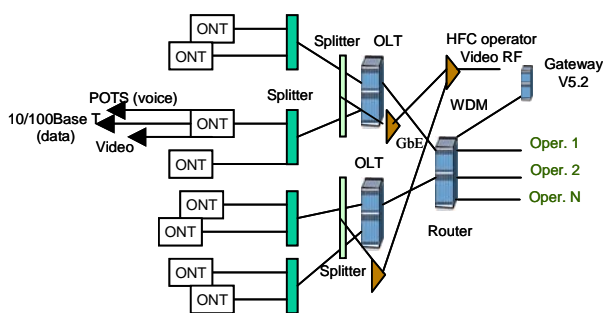 ONT
ONT
Splitter
OLT
HFC operator
Video RF
Gateway
V5.2
POTS (voice)
10/100Base T
(data)
Video
ONT
Splitter
WDM
GbE
ONT
OLT
Oper. 1
Oper. 2
Oper. N
Router
ONT
ONT
Splitter
ONT
ONT